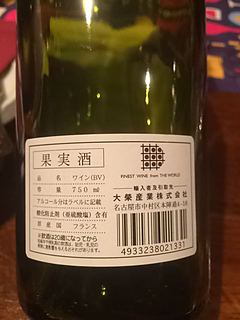 果実酒
品名 ワイン(BV)
容量 750ml
アルコール分はラベルに記載
酸化防止剤(亜硫酸塩)含有
原産国 フランス
※飲酒は20歳になってから
FINEST WINE from THE WORLD
輸入者及引取先
大榮産業株式会社
名古屋市中村区本陣通4-18
4933238021331